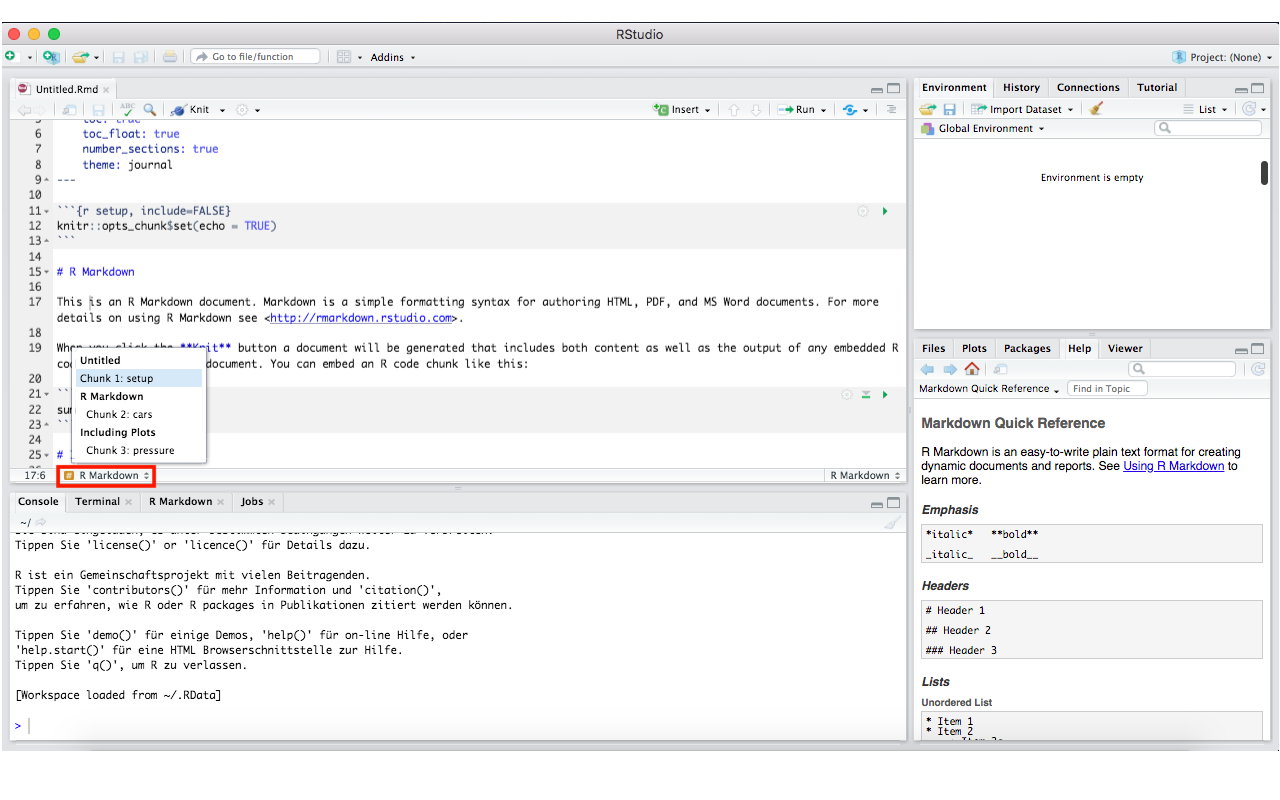 RStudio
Go to file/function
Addins
Project: (None)
Untitled.Rmd
ABC
Knit
Insert
Run
6 toc_float: true
7 number_sections: true
8 theme: journal
9 ---
10
11 ```{r setup, include=FALSE}
12 knitr::opts_chunk$set(echo = TRUE)
13 ```
14
15 # R Markdown
16
17 This is an R Markdown document. Markdown is a simple formatting syntax for authoring HTML, PDF, and MS Word documents. For more
details on using R Markdown see <http://rmarkdown.rstudio.com>.
18
19 When you click the **Knit** button a document will be generated that includes both content as well as the output of any embedded R
document. You can embed an R code chunk like this:
20
21 ``
22 sum
23 ``
24
25 #
Untitled
Chunk 1: setup
R Markdown
Chunk 2: cars
Including Plots
Chunk 3: pressure
17:6 R Markdown
R Markdown
Console Terminal R Markdown Jobs
~/
Tippen Sie 'license()' or 'licence()' für Details dazu.
R ist ein Gemeinschaftsprojekt mit vielen Beitragenden.
Tippen Sie 'contributors()' für mehr Information und 'citation()',
um zu erfahren, wie R oder R packages in Publikationen zitiert werden können.
Tippen Sie 'demo()' für einige Demos, 'help()' für on-line Hilfe, oder
'help.start()' für eine HTML Browserschnittstelle zur Hilfe.
Tippen Sie 'q()', um R zu verlassen.
[Workspace loaded from ~/.RData]
>
Environment History Connections Tutorial
Import Dataset
List
Global Environment
Environment is empty
Files Plots Packages Help Viewer
Markdown Quick Reference
Find in Topic
Markdown Quick Reference
R Markdown is an easy-to-write plain text format for creating
dynamic documents and reports. See Using R Markdown to
learn more.
Emphasis
*italic* **bold**
_italic_ __bold__
Headers
# Header 1
## Header 2
### Header 3
Lists
Unordered List
* Item 1
* Item 2